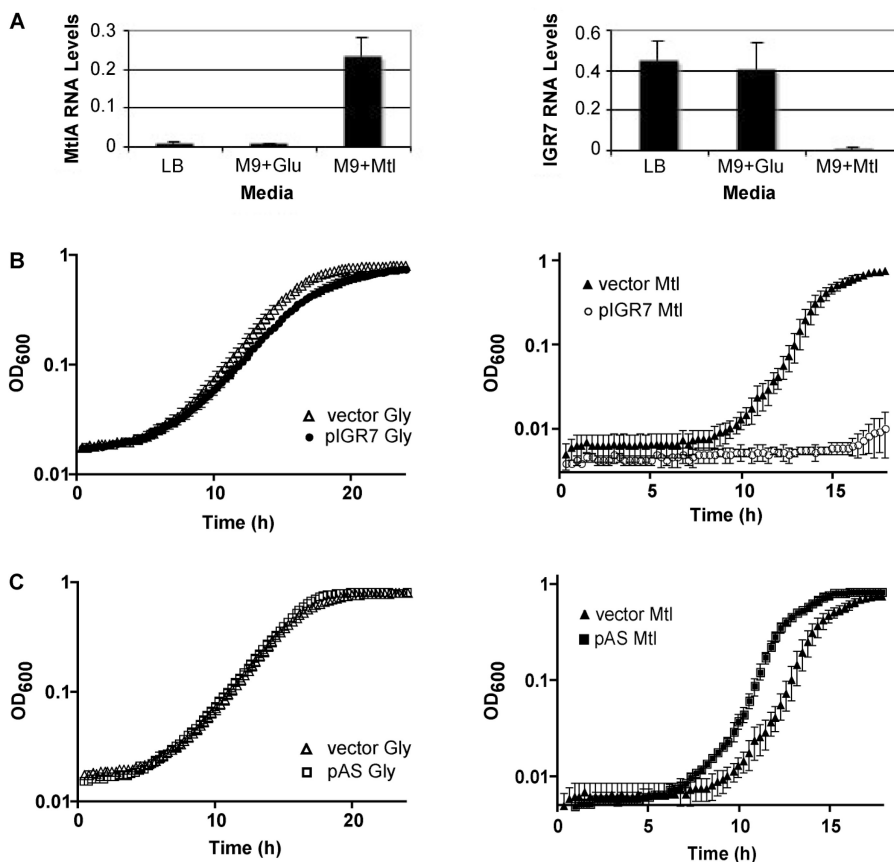 A
MtlA RNA Levels
0.3
0.2
0.1
0
LB
M9+Glu
M9+Mtl
Media
IGR7 RNA Levels
0.6
0.4
0.2
0
LB
M9+Glu
M9+Mtl
Media
B
OD600
1
0.1
0.01
0
10
20
Time (h)
vector Gly
pIGR7 Gly
OD600
1
0.1
0.01
0
5
10
15
Time (h)
vector Mtl
pIGR7 Mtl
C
OD600
1
0.1
0.01
0
10
20
Time (h)
vector Gly
pAS Gly
OD600
1
0.1
0.01
0
5
10
15
Time (h)
vector Mtl
pAS Mtl